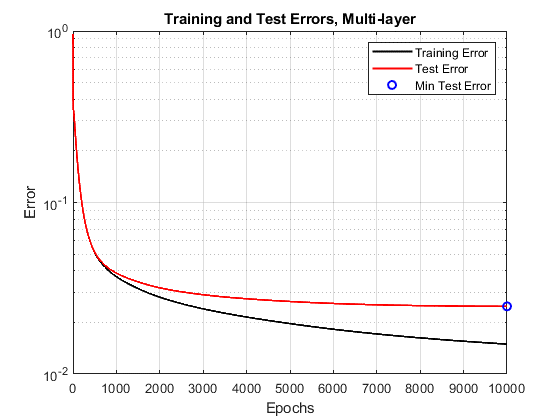 Training and Test Errors, Multi-layer
Training Error
Test Error
Min Test Error
10^0
10^-1
10^-2
Error
0 1000 2000 3000 4000 5000 6000 7000 8000 9000 10000
Epochs